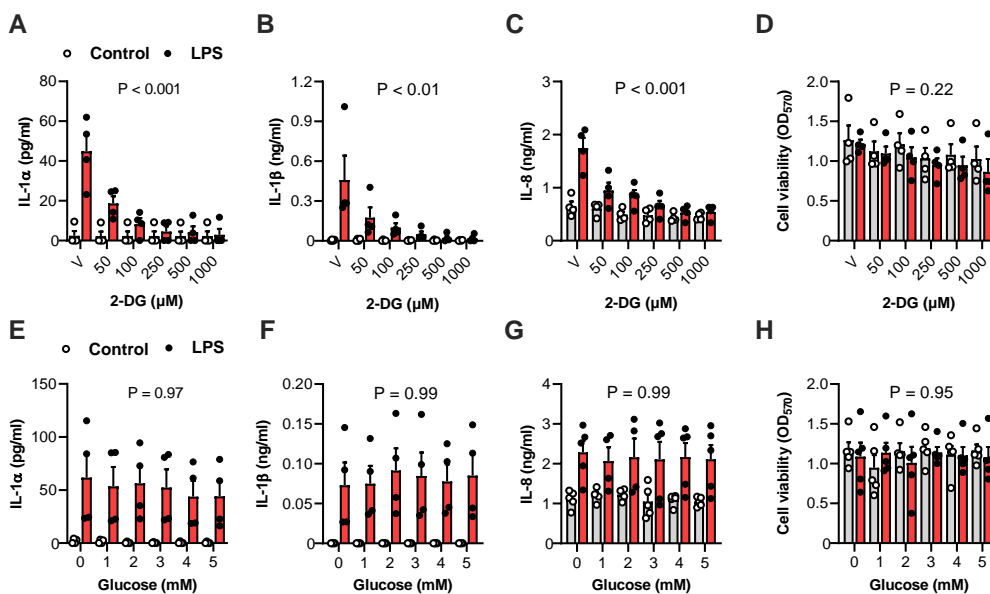 A B C D
Control LPS
P < 0.001
IL-1α (pg/ml)
80
60
40
20
0
V 50 100 250 500 1000
2-DG (μM)
P < 0.01
IL-1β (ng/ml)
1.2
0.9
0.6
0.3
0.0
V 50 100 250 500 1000
2-DG (μM)
P < 0.001
IL-8 (ng/ml)
3
2
1
0
V 50 100 250 500 1000
2-DG (μM)
P = 0.22
Cell viability (OD570)
2.0
1.5
1.0
0.5
0.0
V 50 100 250 500 1000
2-DG (μM)
E F G H
Control LPS
P = 0.97
IL-1α (pg/ml)
150
100
50
0
0 1 2 3 4 5
Glucose (mM)
P = 0.99
IL-1β (ng/ml)
0.20
0.15
0.10
0.05
0.00
0 1 2 3 4 5
Glucose (mM)
P = 0.99
IL-8 (ng/ml)
4
3
2
1
0
0 1 2 3 4 5
Glucose (mM)
P = 0.95
Cell viability (OD570)
2.0
1.5
1.0
0.5
0.0
0 1 2 3 4 5
Glucose (mM)